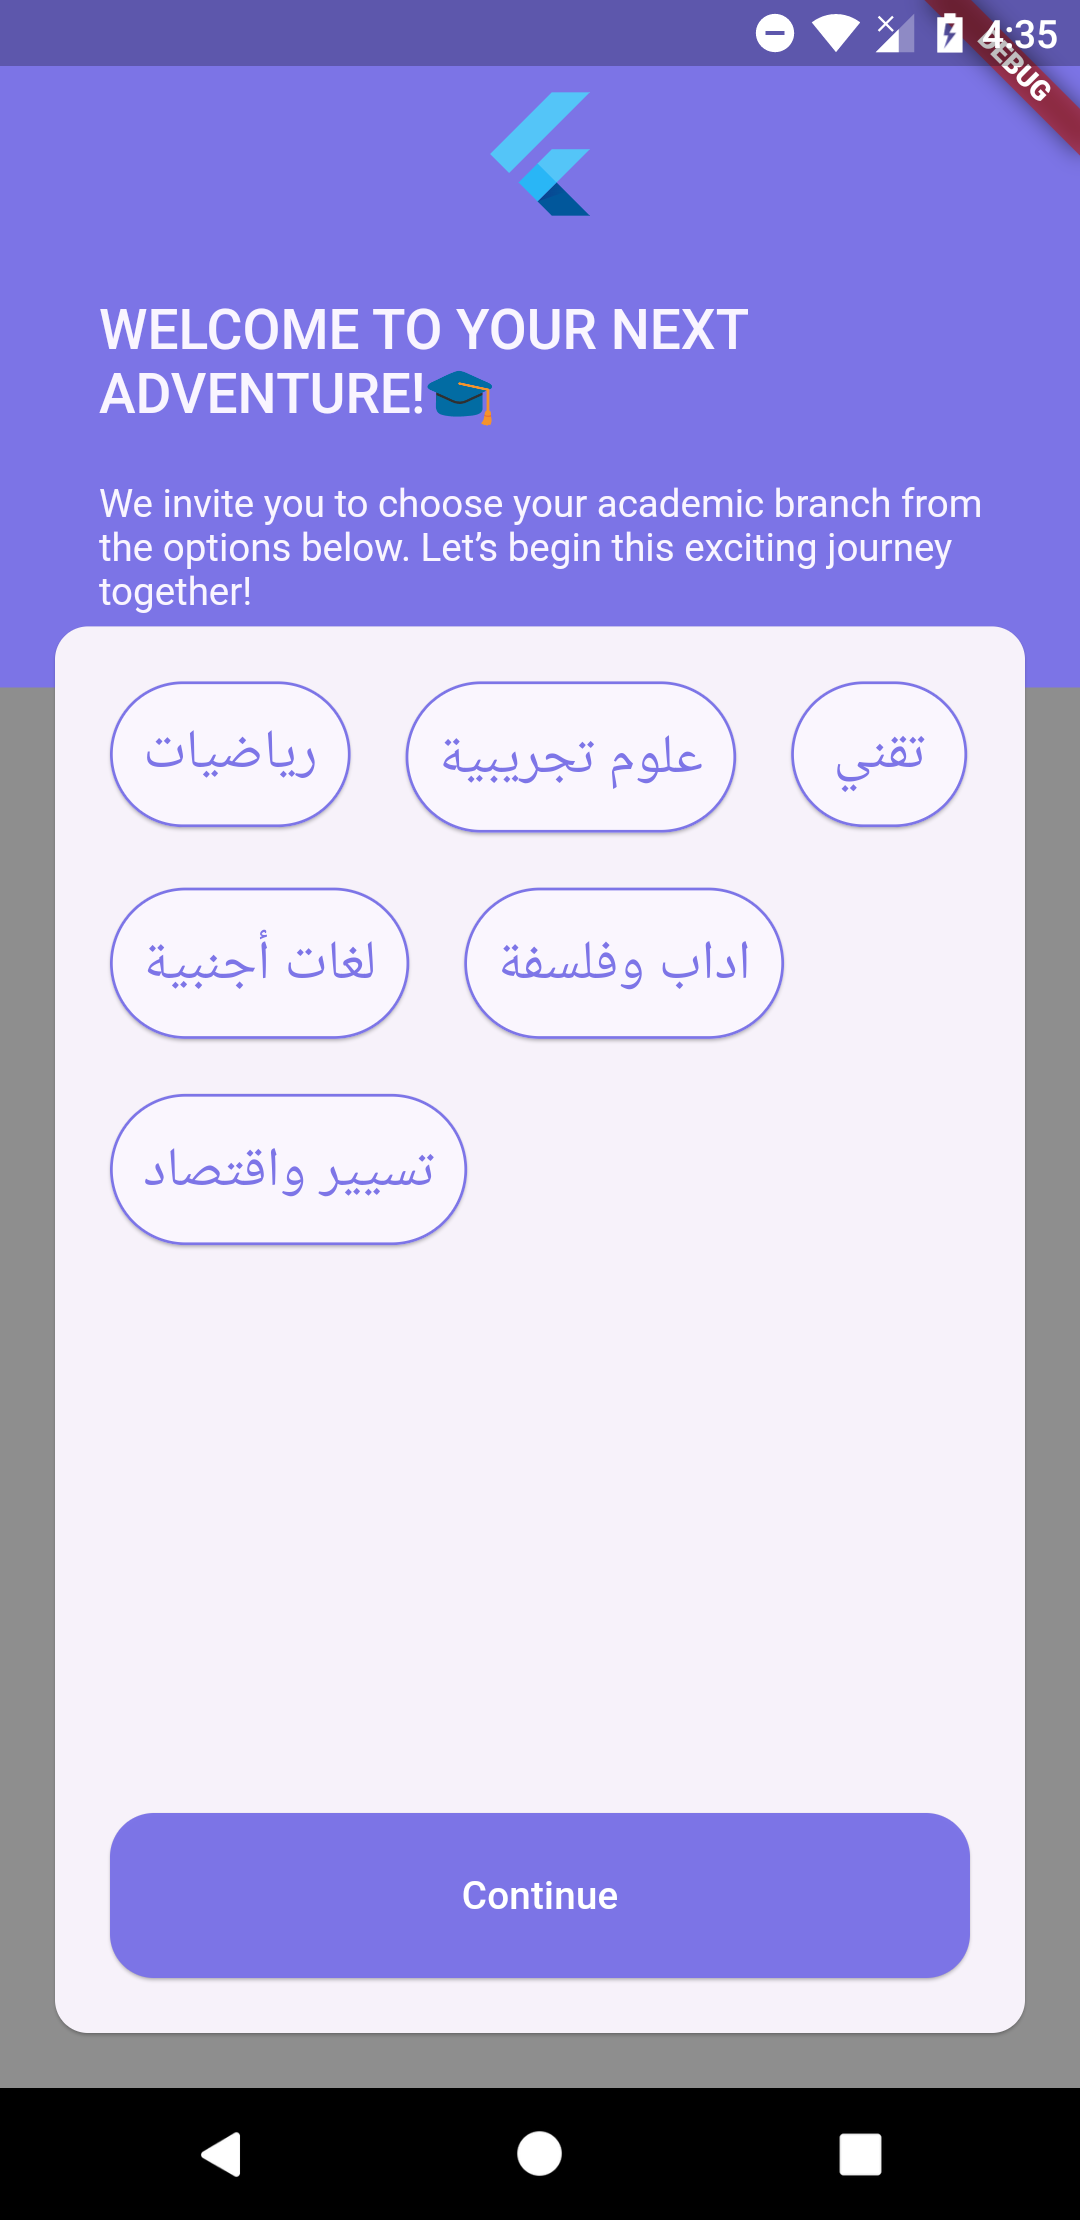 4:35
DEBUG
WELCOME TO YOUR NEXT
ADVENTURE!🎓
We invite you to choose your academic branch from
the options below. Let’s begin this exciting journey
together!
رياضيات
علوم تجريبية
تقني
لغات أجنبية
اداب وفلسفة
تسيير واقتصاد
Continue